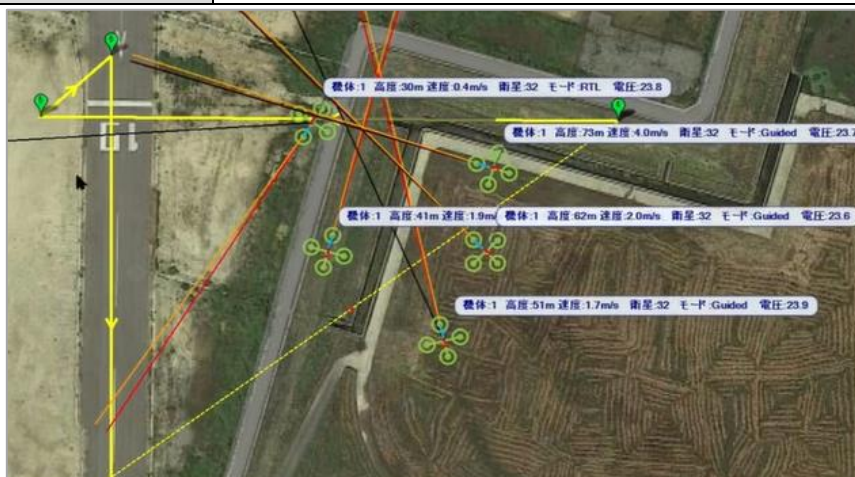 機体:1 高度:30m 速度:0.4m/s 衛星:32 モード:RTL 電圧:23.8
機体:1 高度:73m 速度:4.0m/s 衛星:32 モード:Guided 電圧:23.7
機体:1 高度:41m 速度:1.9m/
機体:1 高度:62m 速度:2.0m/s 衛星:32 モード:Guided 電圧:23.6
機体:1 高度:51m 速度:1.7m/s 衛星:32 モード:Guided 電圧:23.9